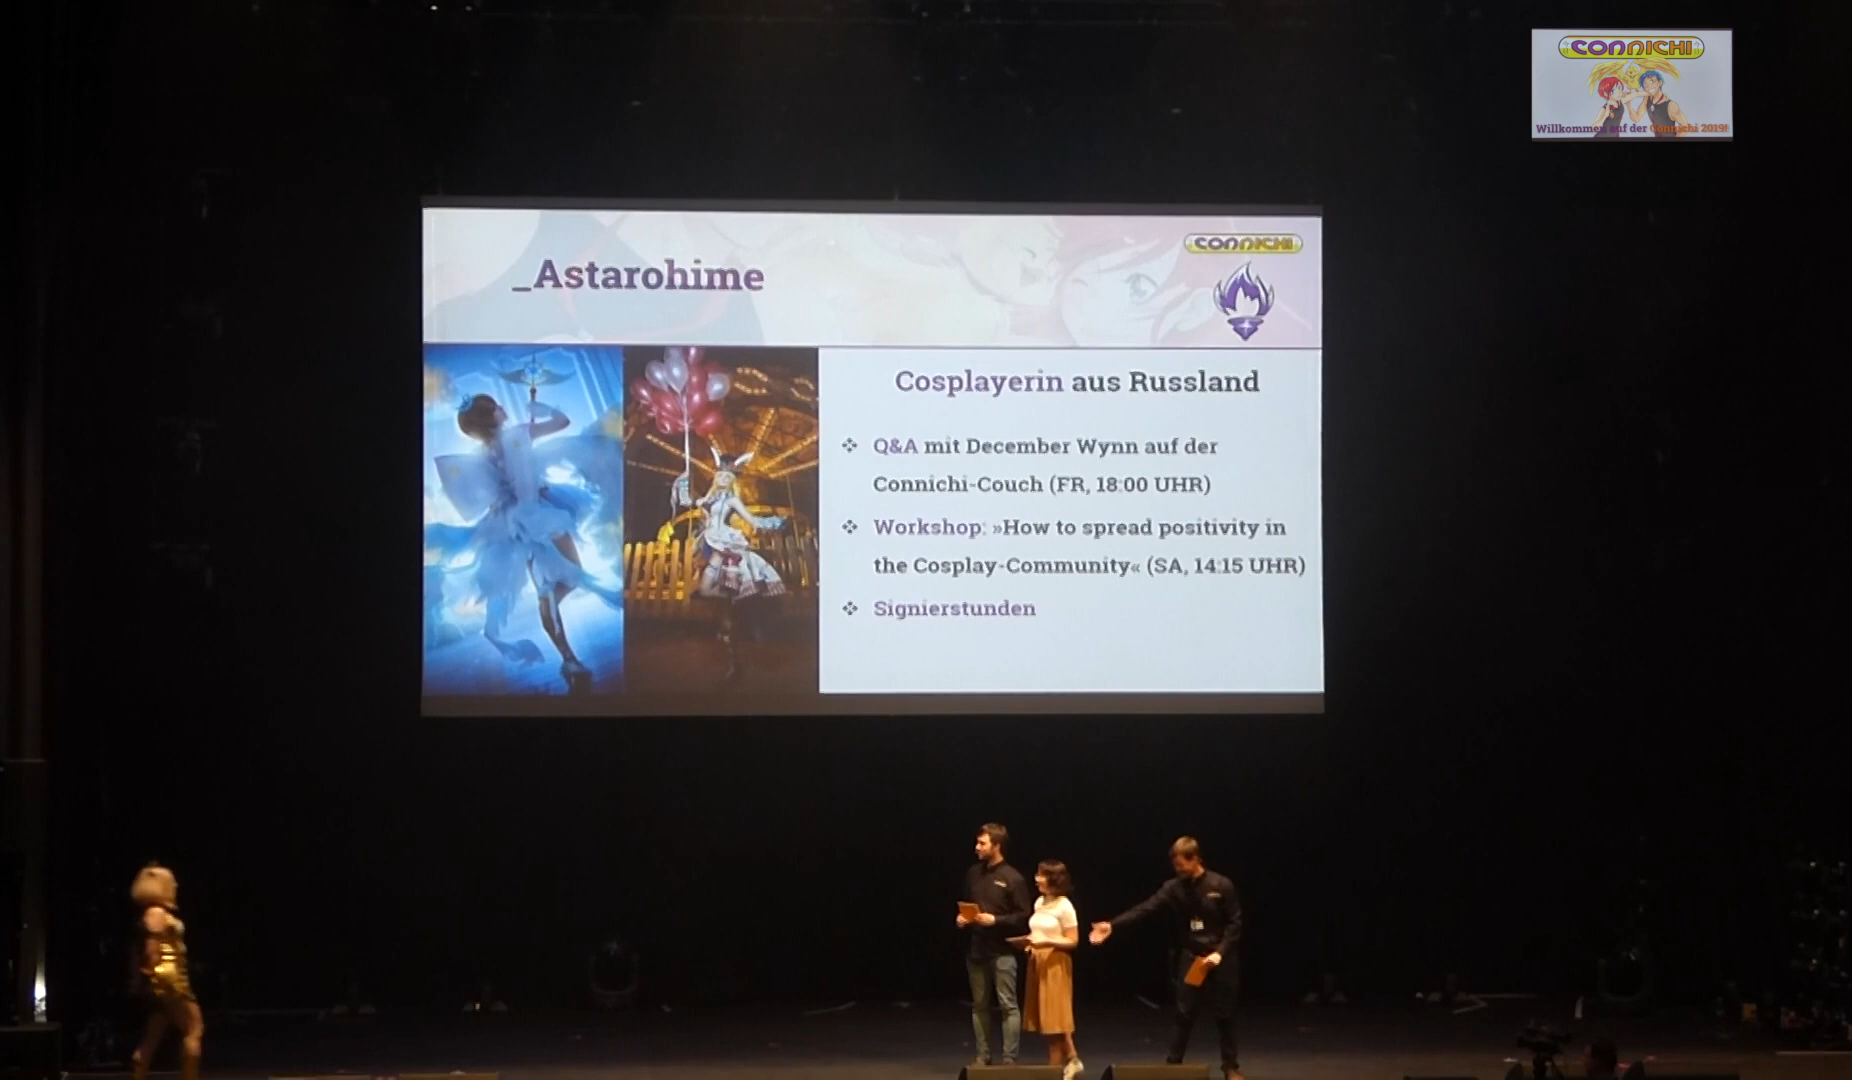 CONNICHI
Willkommen auf der Connichi 2019!
_Astarohime
CONNICHI
Cosplayerin aus Russland
❖ Q&A mit December Wynn auf der
Connichi-Couch (FR, 18:00 UHR)
❖ Workshop: »How to spread positivity in
the Cosplay-Community« (SA, 14:15 UHR)
❖ Signierstunden